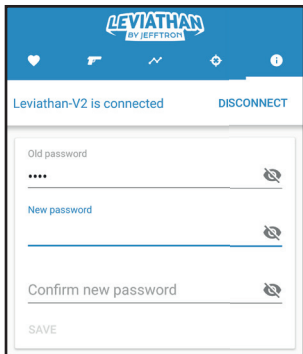 LEVIATHAN
BY JEFFTRON
Leviathan-V2 is connected DISCONNECT
Old password
••••
New password
Confirm new password
SAVE